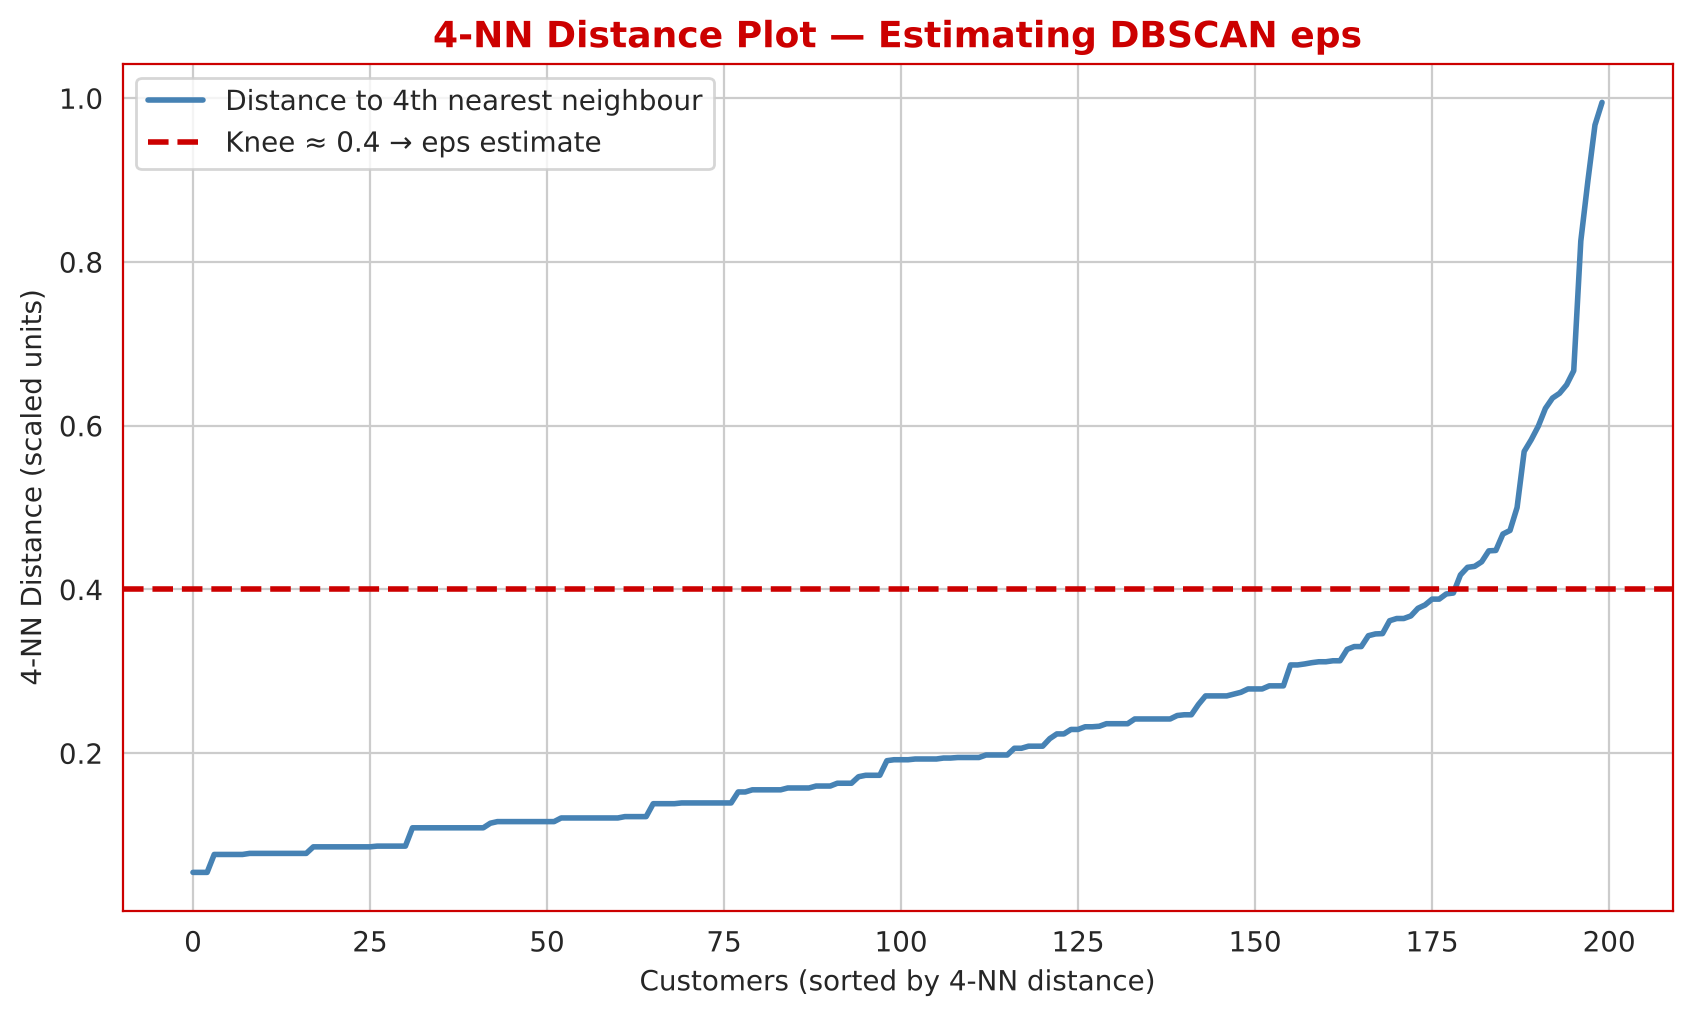 4-NN Distance Plot — Estimating DBSCAN eps
Distance to 4th nearest neighbour
Knee ≈ 0.4 → eps estimate
1.0
0.8
0.6
0.4
0.2
4-NN Distance (scaled units)
0 25 50 75 100 125 150 175 200
Customers (sorted by 4-NN distance)